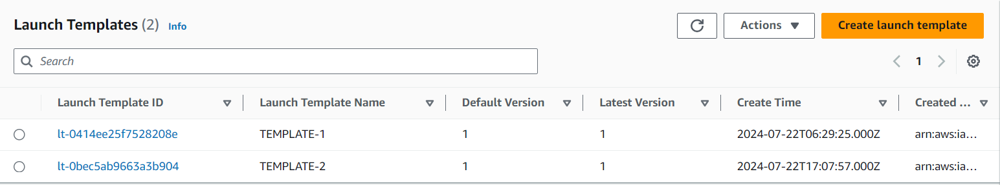 Launch Templates (2) Info Actions Create launch template
Search 1
Launch Template ID Launch Template Name Default Version Latest Version Create Time Created ...
lt-0414ee25f7528208e TEMPLATE-1 1 1 2024-07-22T06:29:25.000Z arn:aws:ia...
lt-0bec5ab9663a3b904 TEMPLATE-2 1 1 2024-07-22T17:07:57.000Z arn:aws:ia...